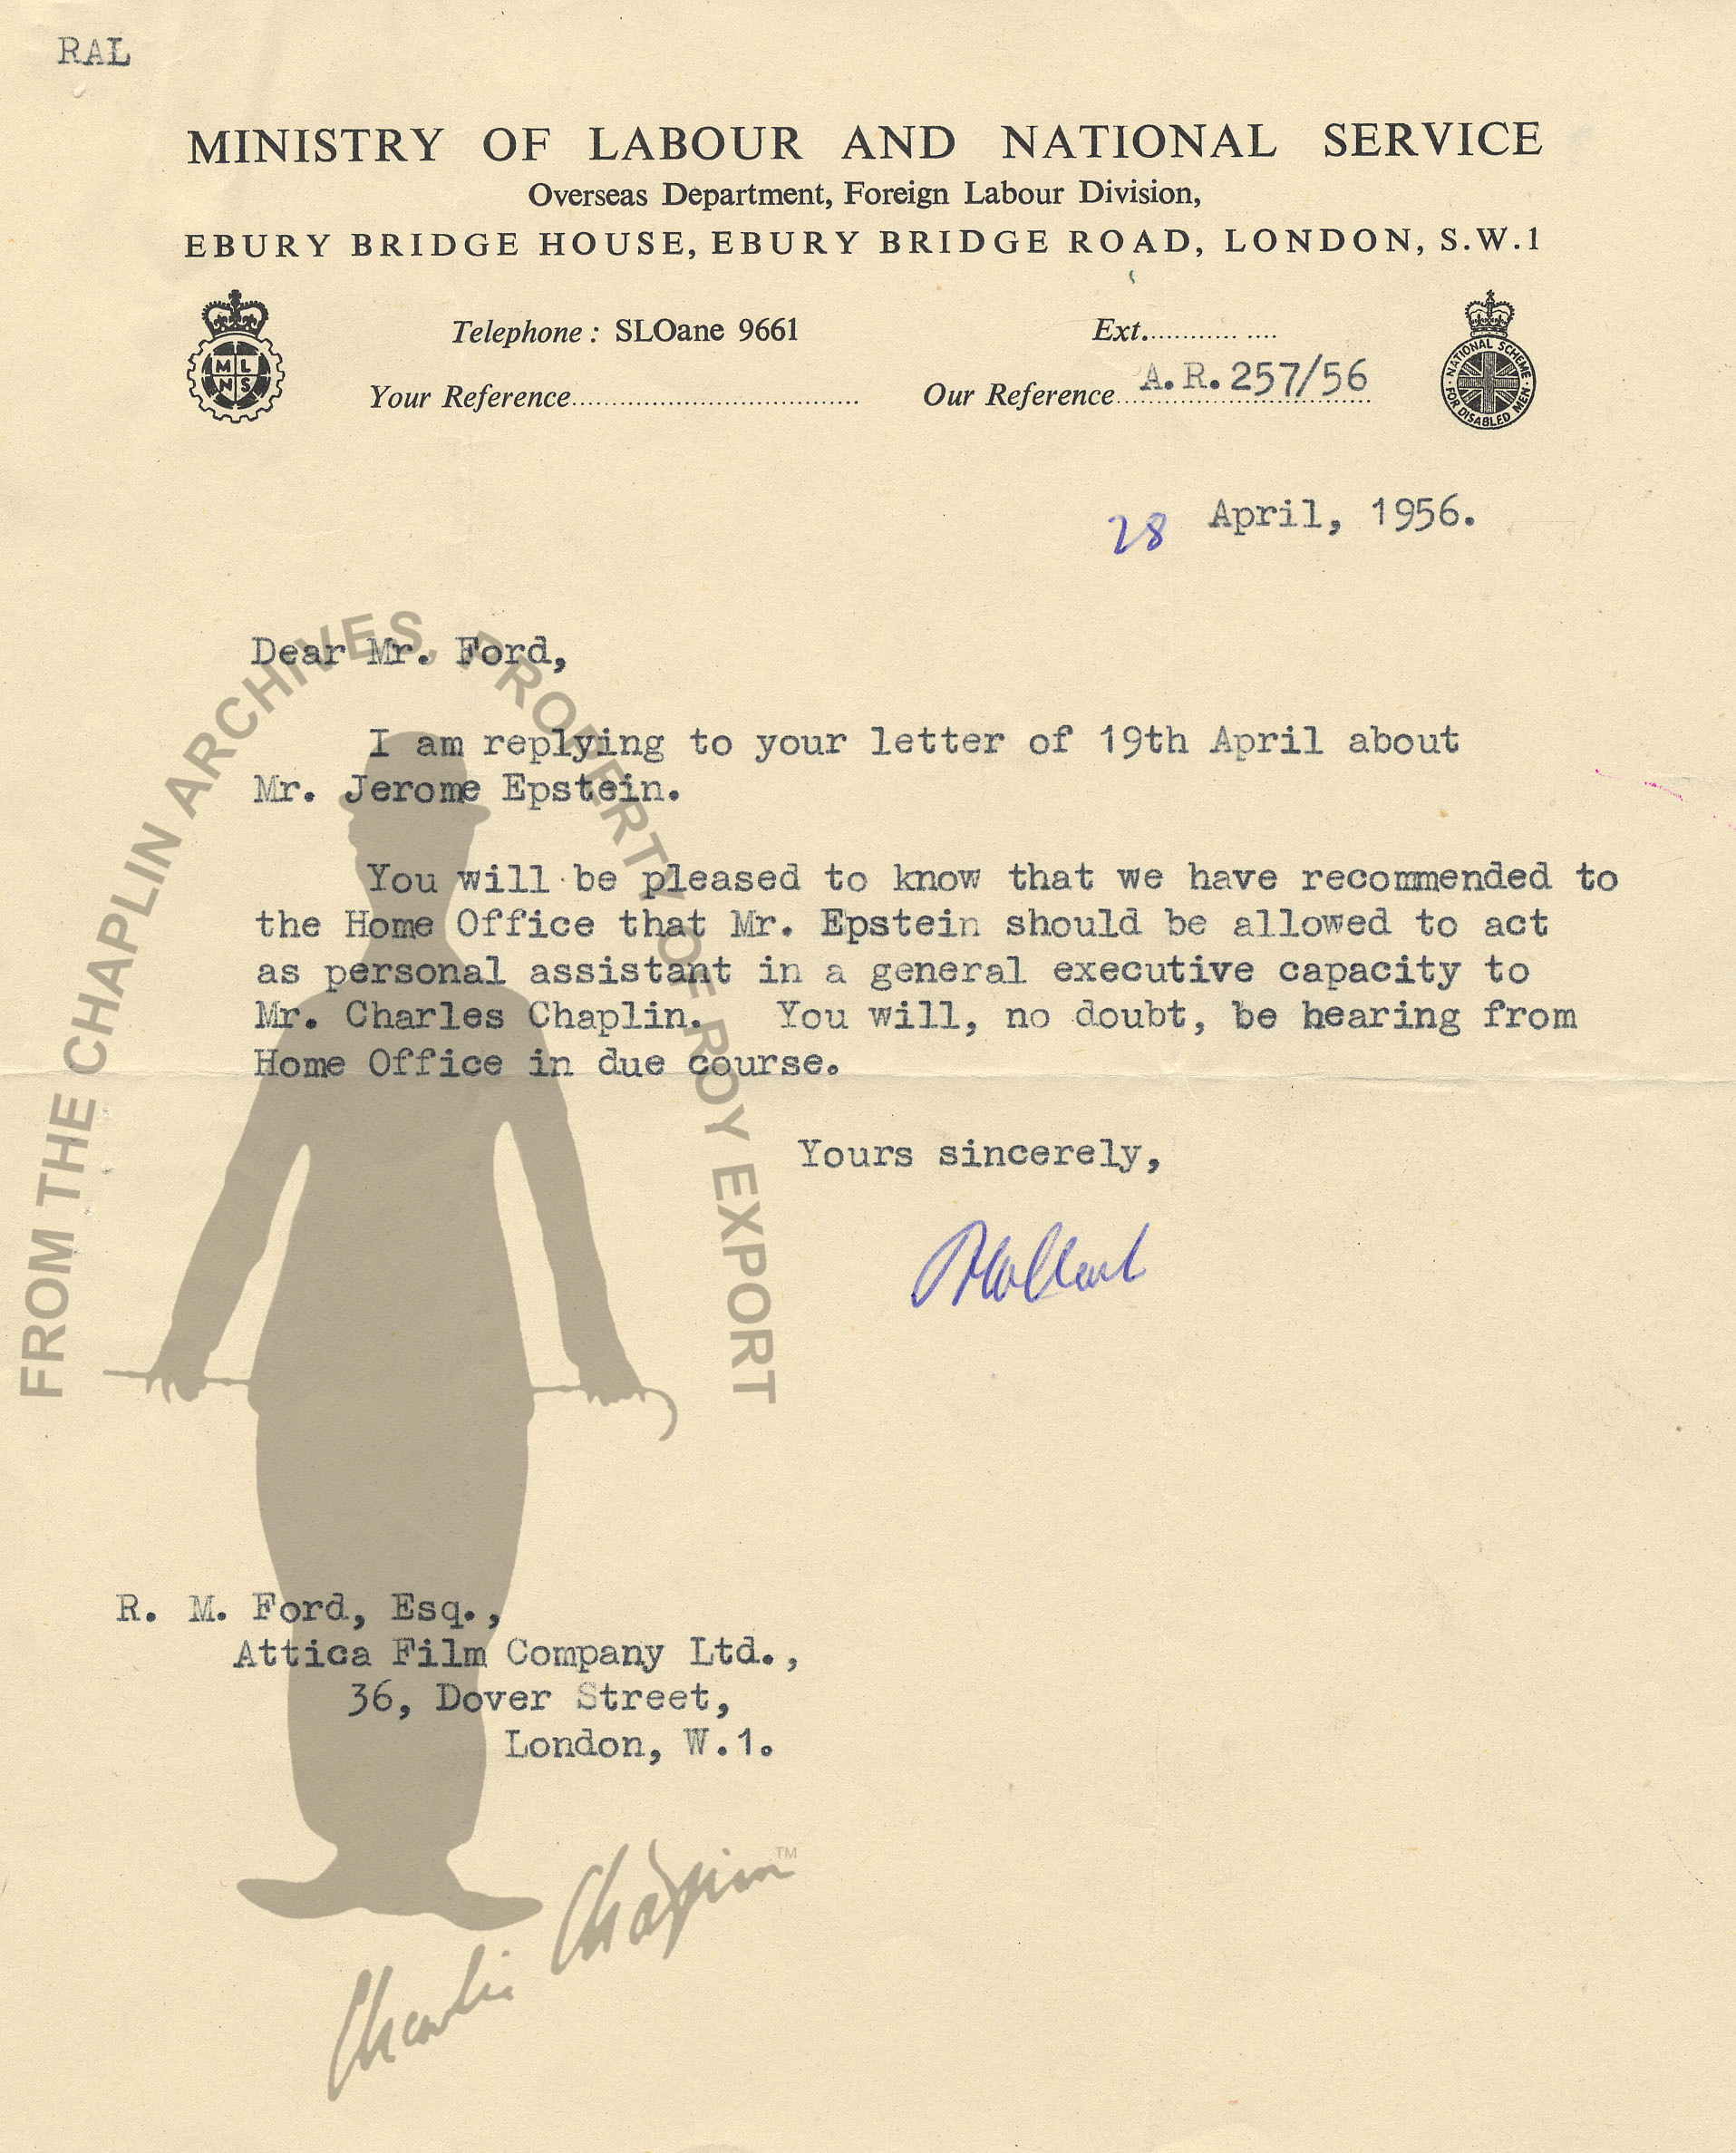 RAL
MINISTRY OF LABOUR AND NATIONAL SERVICE
Overseas Department, Foreign Labour Division,
EBURY BRIDGE HOUSE, EBURY BRIDGE ROAD, LONDON, S.W.1
M L N S
Telephone : SLOane 9661 Ext................
NATIONAL SCHEME FOR DISABLED MEN
Your Reference.................................... Our Reference A.R.257/56
28 April, 1956.
Dear Mr. Ford,
I am replying to your letter of 19th April about
Mr. Jerome Epstein.
You will be pleased to know that we have recommended to
the Home Office that Mr. Epstein should be allowed to act
as personal assistant in a general executive capacity to
Mr. Charles Chaplin. You will, no doubt, be hearing from
Home Office in due course.
Yours sincerely,
R. M. Ford, Esq.,
Attica Film Company Ltd.,
36, Dover Street,
London, W.1.
FROM THE CHAPLIN ARCHIVES, PROPERTY OF ROY EXPORT
Charlie Chaplin TM